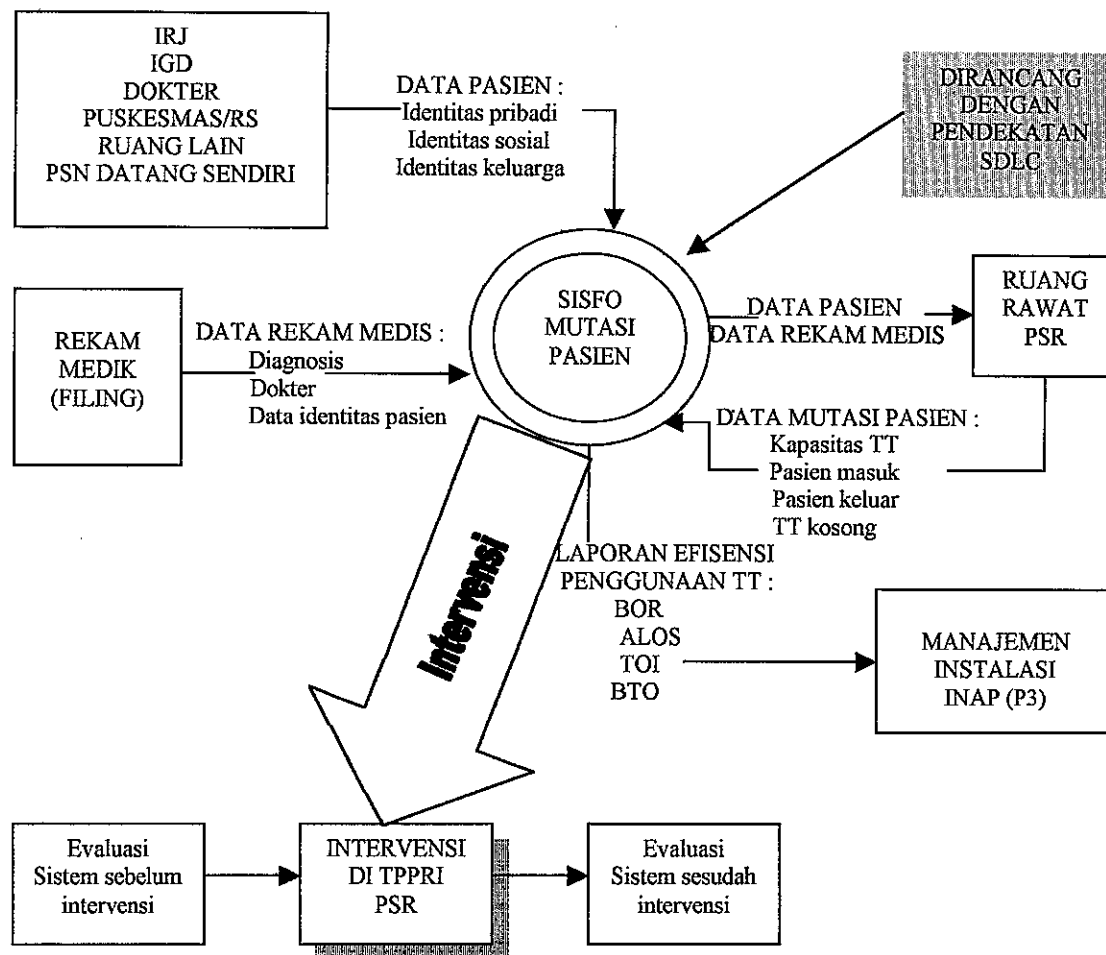 IRJ
IGD
DOKTER
PUSKESMAS/RS
RUANG LAIN
PSN DATANG SENDIRI
DATA PASIEN :
Identitas pribadi
Identitas sosial
Identitas keluarga
DIRANCANG
DENGAN
PENDEKATAN
SDLC
REKAM
MEDIK
(FILING)
DATA REKAM MEDIS :
Diagnosis
Dokter
Data identitas pasien
SISFO
MUTASI
PASIEN
DATA PASIEN
DATA REKAM MEDIS
RUANG
RAWAT
PSR
DATA MUTASI PASIEN :
Kapasitas TT
Pasien masuk
Pasien keluar
TT kosong
Intervensi
LAPORAN EFISENSI
PENGGUNAAN TT :
BOR
ALOS
TOI
BTO
MANAJEMEN
INSTALASI
INAP (P3)
Evaluasi
Sistem sebelum
intervensi
INTERVENSI
DI TPPRI
PSR
Evaluasi
Sistem sesudah
intervensi